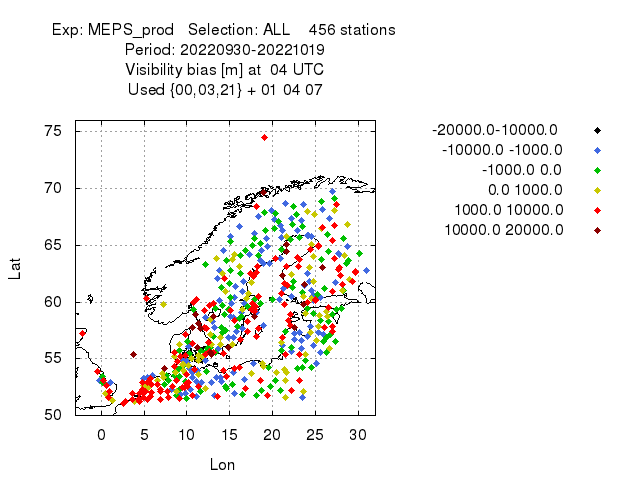 Exp: MEPS_prod   Selection: ALL    456 stations
Period: 20220930-20221019
Visibility bias [m] at  04 UTC
Used {00,03,21} + 01 04 07
-20000.0-10000.0
-10000.0 -1000.0
-1000.0 0.0
0.0 1000.0
1000.0 10000.0
10000.0 20000.0
75
70
65
60
55
50
Lat
0 5 10 15 20 25 30
Lon